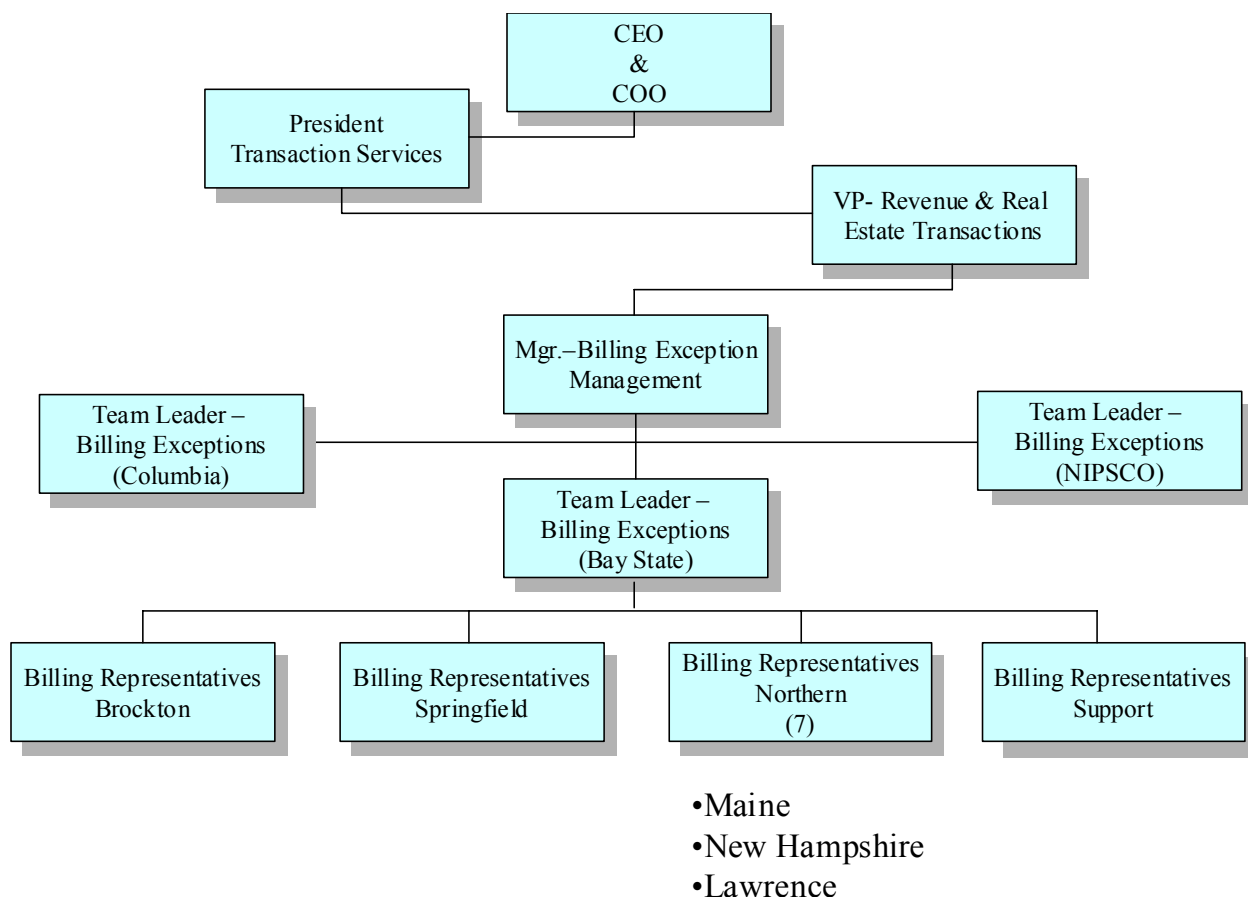 CEO
&
COO
President
Transaction Services
VP- Revenue & Real
Estate Transactions
Mgr.–Billing Exception
Management
Team Leader –
Billing Exceptions
(Columbia)
Team Leader –
Billing Exceptions
(NIPSCO)
Team Leader –
Billing Exceptions
(Bay State)
Billing Representatives
Brockton
Billing Representatives
Springfield
Billing Representatives
Northern
(7)
Billing Representatives
Support
•Maine
•New Hampshire
•Lawrence